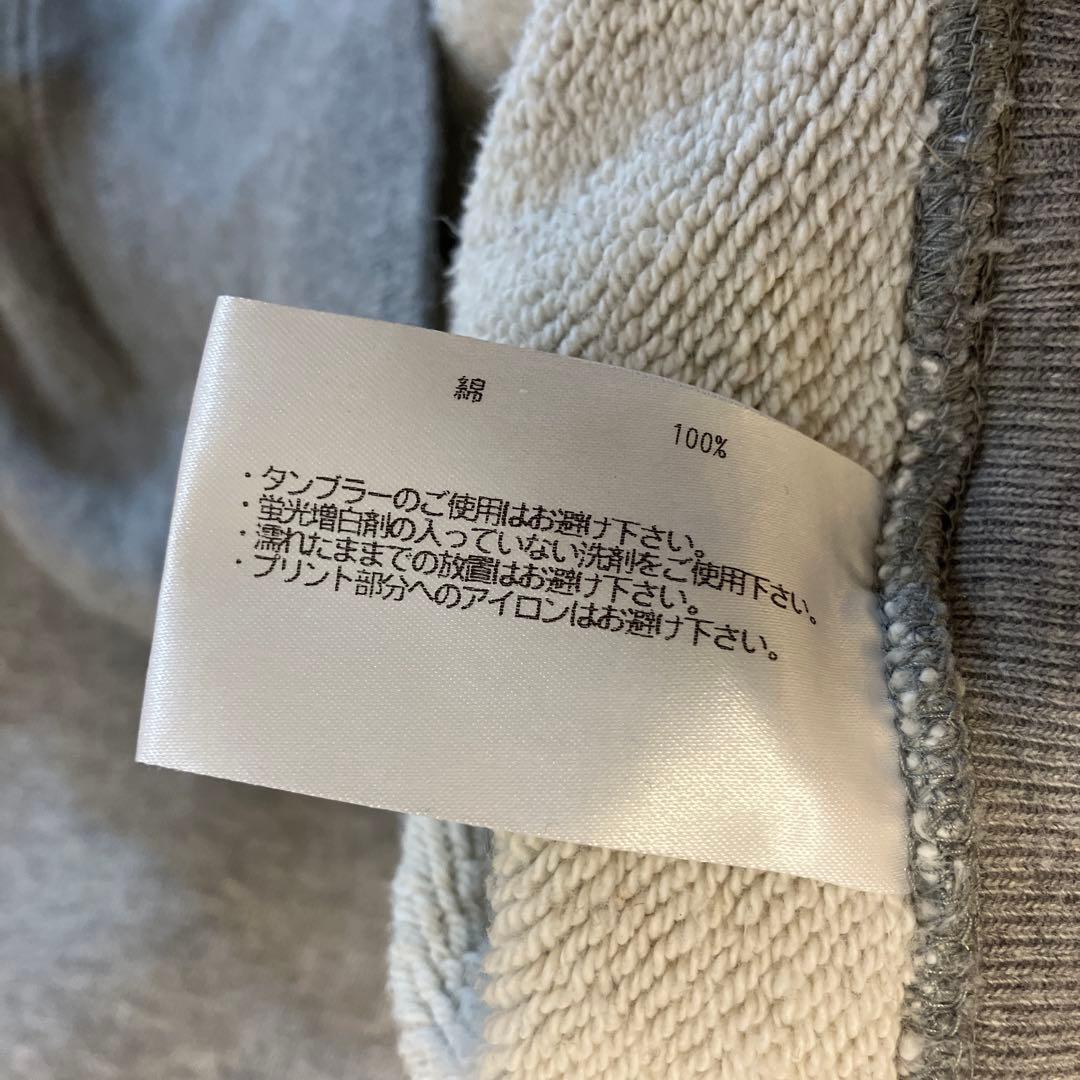 綿 100%
・タンブラーのご使用はお避け下さい。
・蛍光増白剤の入っていない洗剤をご使用下さい。
・濡れたままでの放置はお避け下さい。
・プリント部分へのアイロンはお避け下さい。